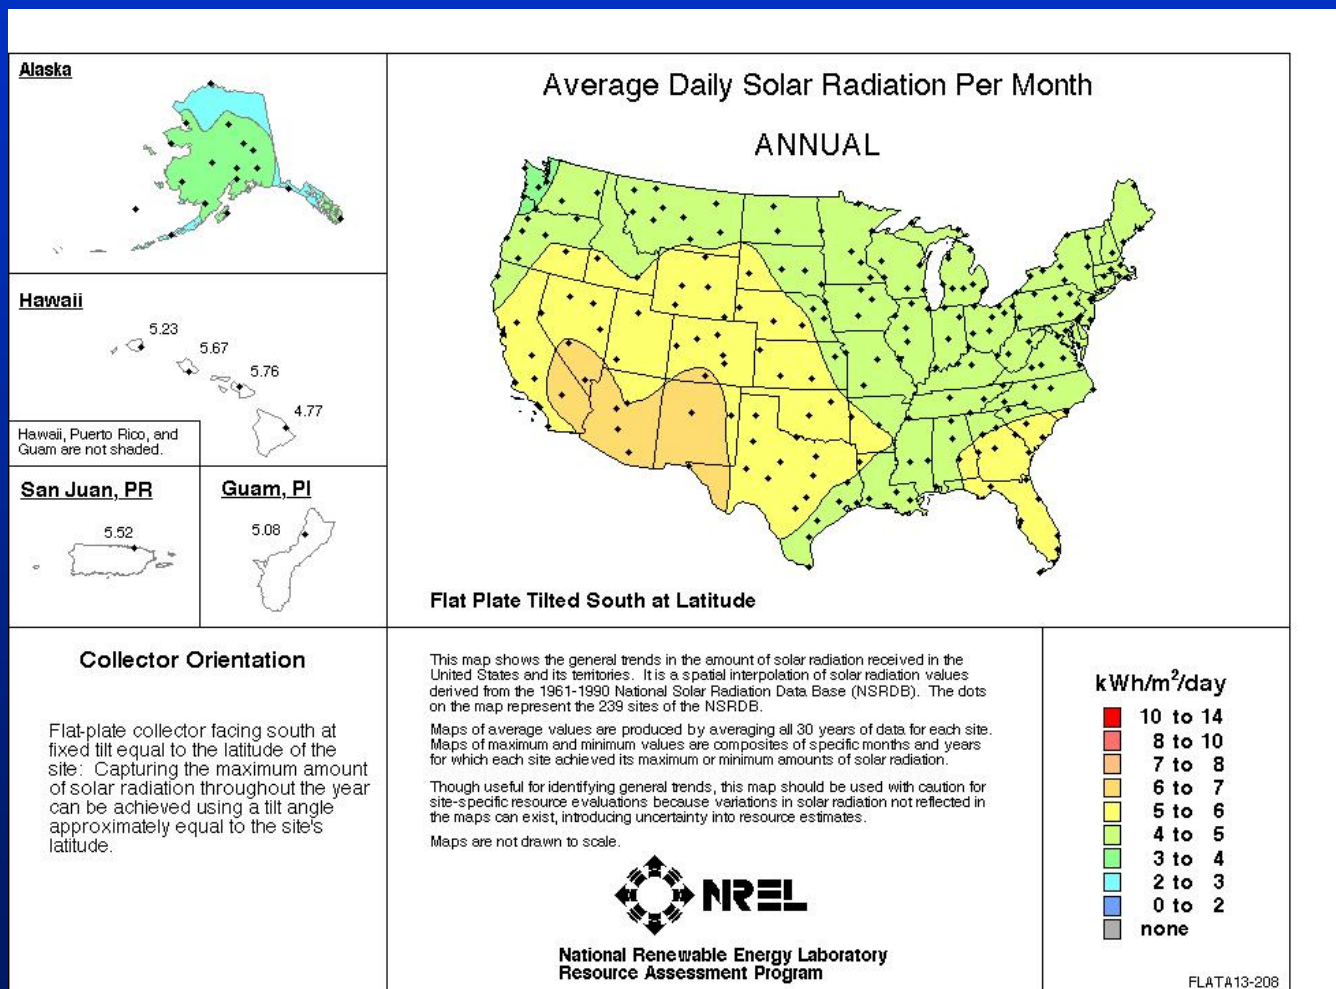 Alaska
Average Daily Solar Radiation Per Month
ANNUAL
Hawaii
5.23
5.67
5.76
4.77
Hawaii, Puerto Rico, and
Guam are not shaded.
San Juan, PR
5.52
Guam, PI
5.08
Flat Plate Tilted South at Latitude
Collector Orientation
Flat-plate collector facing south at
fixed tilt equal to the latitude of the
site: Capturing the maximum amount
of solar radiation throughout the year
can be achieved using a tilt angle
approximately equal to the site's
latitude.
This map shows the general trends in the amount of solar radiation received in the
United States and its territories. It is a spatial interpolation of solar radiation values
derived from the 1961-1990 National Solar Radiation Data Base (NSRDB). The dots
on the map represent the 239 sites of the NSRDB.
Maps of average values are produced by averaging all 30 years of data for each site.
Maps of maximum and minimum values are composites of specific months and years
for which each site achieved its maximum or minimum amounts of solar radiation.
Though useful for identifying general trends, this map should be used with caution for
site-specific resource evaluations because variations in solar radiation not reflected in
the maps can exist, introducing uncertainty into resource estimates.
Maps are not drawn to scale.
NREL
National Renewable Energy Laboratory
Resource Assessment Program
kWh/m²/day
10 to 14
8 to 10
7 to 8
6 to 7
5 to 6
4 to 5
3 to 4
2 to 3
0 to 2
none
FLATA13-208